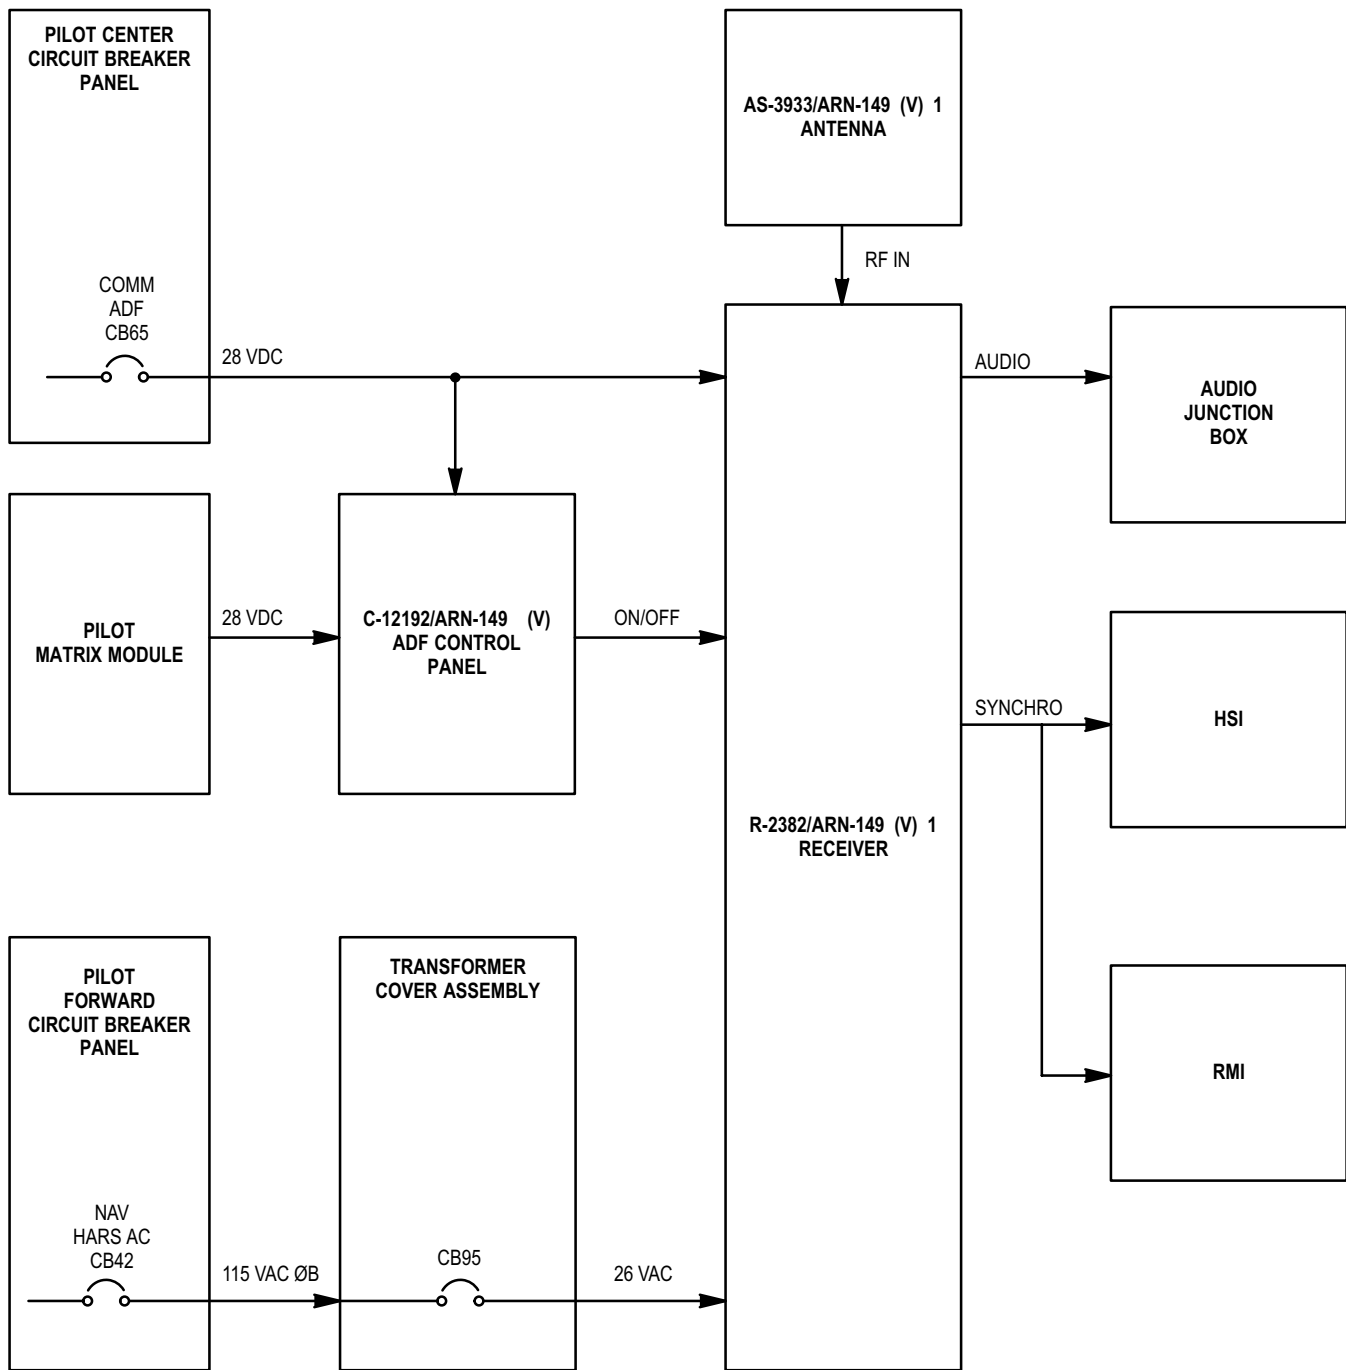 PILOT CENTER
CIRCUIT BREAKER
PANEL
COMM
ADF
CB65
28 VDC
AS-3933/ARN-149 (V) 1
ANTENNA
RF IN
AUDIO
AUDIO
JUNCTION
BOX
PILOT
MATRIX MODULE
28 VDC
C-12192/ARN-149 (V)
ADF CONTROL
PANEL
ON/OFF
SYNCHRO
HSI
R-2382/ARN-149 (V) 1
RECEIVER
PILOT
FORWARD
CIRCUIT BREAKER
PANEL
NAV
HARS AC
CB42
115 VAC ØB
TRANSFORMER
COVER ASSEMBLY
CB95
26 VAC
RMI